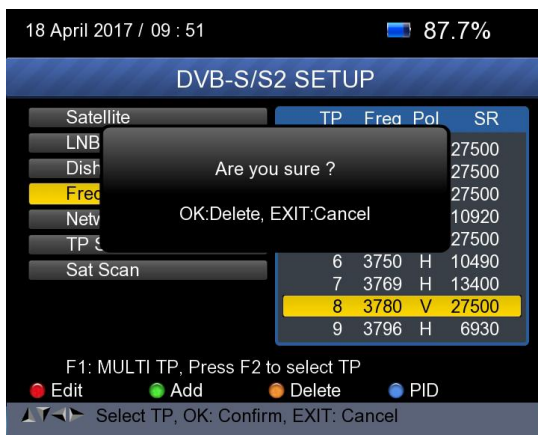 18 April 2017 / 09 : 51 87.7%
DVB-S/S2 SETUP
Satellite
LNB
Dish
Freq
Netw
TP S
Sat Scan
TP Freq Pol SR
27500
27500
27500
10920
27500
6 3750 H 10490
7 3769 H 13400
8 3780 V 27500
9 3796 H 6930
Are you sure ?
OK:Delete, EXIT:Cancel
F1: MULTI TP, Press F2 to select TP
Edit Add Delete PID
Select TP, OK: Confirm, EXIT: Cancel